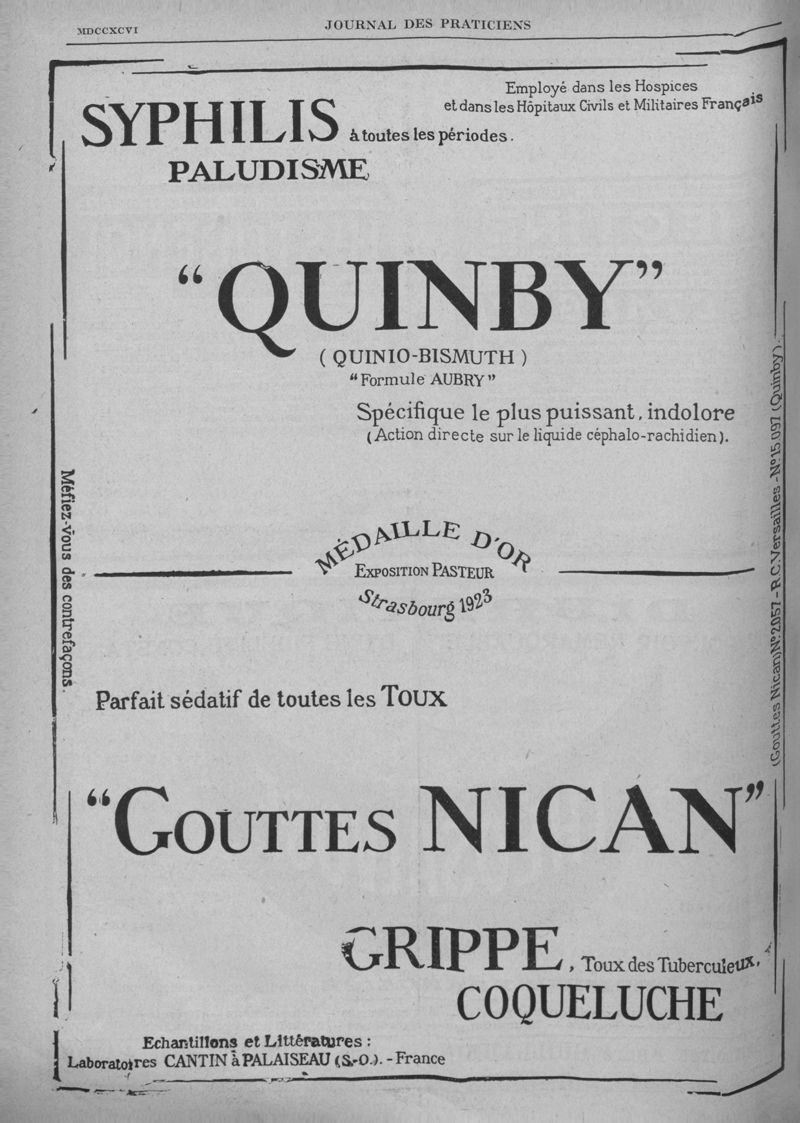 MDCCXCVI
JOURNAL DES PRATICIENS
Employé dans les Hospices
et dans les Hôpitaux Civils et Militaires Français
SYPHILIS à toutes les périodes.
PALUDISME
“QUINBY”
( QUINIO-BISMUTH )
“Formule AUBRY”
Spécifique le plus puissant, indolore
(Action directe sur le liquide céphalo-rachidien).
MÉDAILLE D'OR
EXPOSITION PASTEUR
Strasbourg 1923
Méfiez-Vous des contrefaçons.
(Gouttes Nican) N° 2.057 - R.C. Versailles - N° 15.097 (Quinby).
Parfait sédatif de toutes les TOUX
“GOUTTES NICAN”
GRIPPE, Toux des Tuberculeux,
COQUELUCHE
Echantillons et Littératures :
Laboratoires CANTIN à PALAISEAU (S.-O.). - France